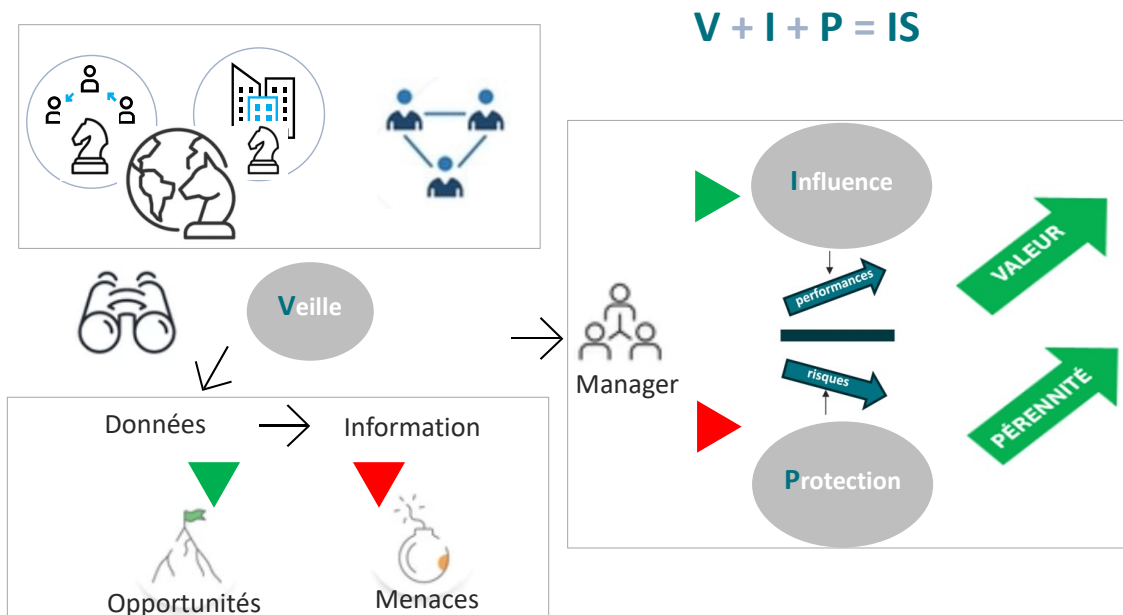 V + I + P = IS
Veille
Données
Information
Opportunités
Menaces
Manager
Influence
performances
risques
Protection
VALEUR
PÉRENNITÉ